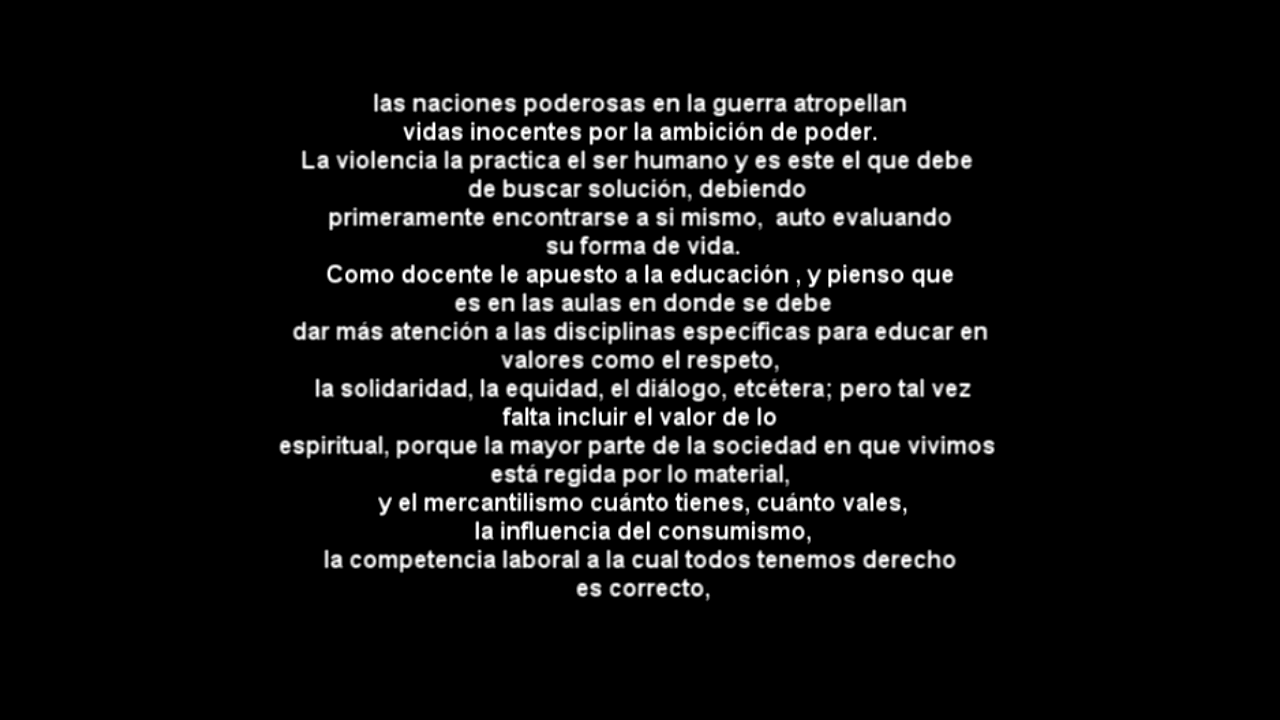 las naciones poderosas en la guerra atropellan
vidas inocentes por la ambición de poder.
La violencia la practica el ser humano y es este el que debe
de buscar solución, debiendo
primeramente encontrarse a si mismo,  auto evaluando
su forma de vida.
Como docente le apuesto a la educación , y pienso que
es en las aulas en donde se debe
dar más atención a las disciplinas específicas para educar en
valores como el respeto,
la solidaridad, la equidad, el diálogo, etcétera; pero tal vez
falta incluir el valor de lo
espiritual, porque la mayor parte de la sociedad en que vivimos
está regida por lo material,
y el mercantilismo cuánto tienes, cuánto vales,
la influencia del consumismo,
la competencia laboral a la cual todos tenemos derecho
es correcto,